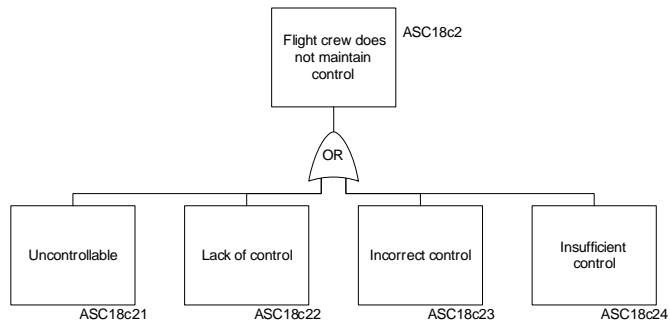 Flight crew does
not maintain
control
ASC18c2
OR
Uncontrollable
Lack of control
Incorrect control
Insufficient
control
ASC18c21
ASC18c22
ASC18c23
ASC18c24